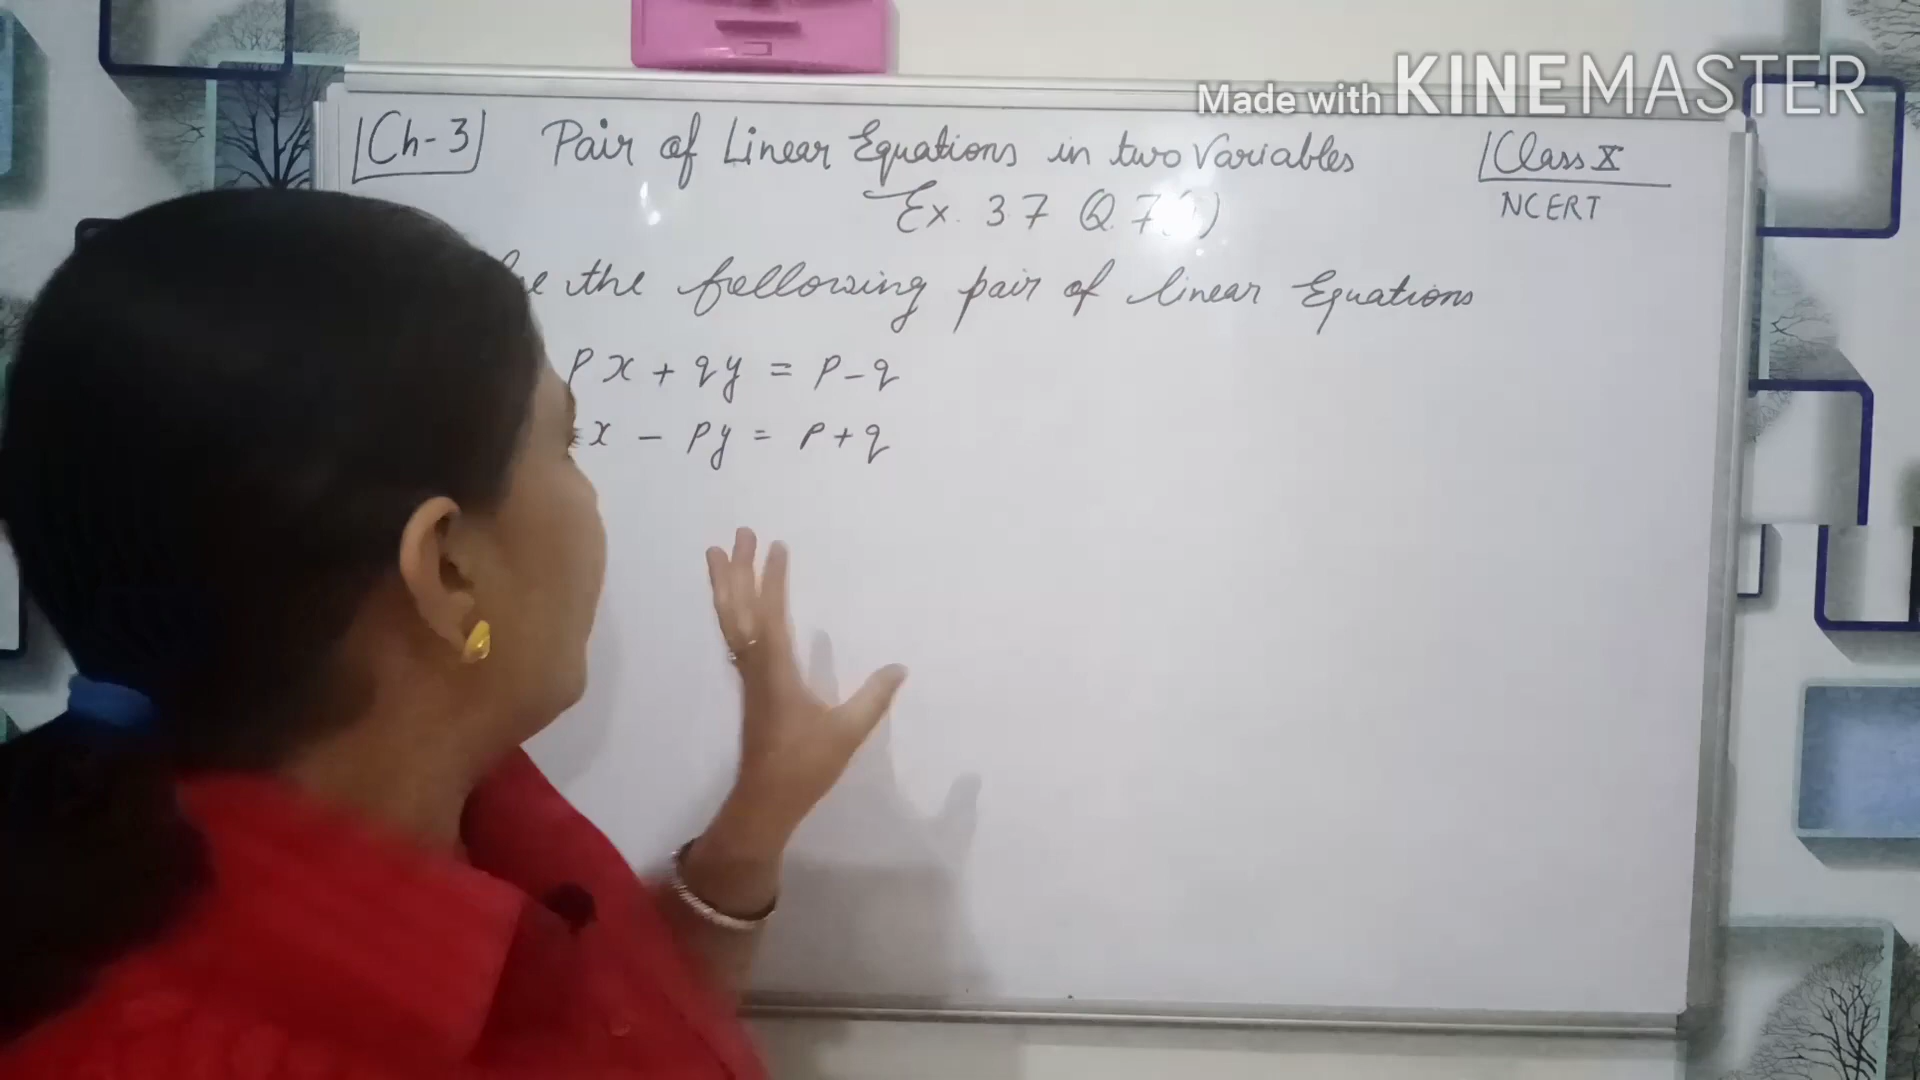 Made with KINEMASTER
Ch-3 Pair of Linear Equations in two Variables
Class X
Ex. 3.7 Q.7
NCERT
the following pair of linear Equations
px + qy = p-q
x - py = p+q